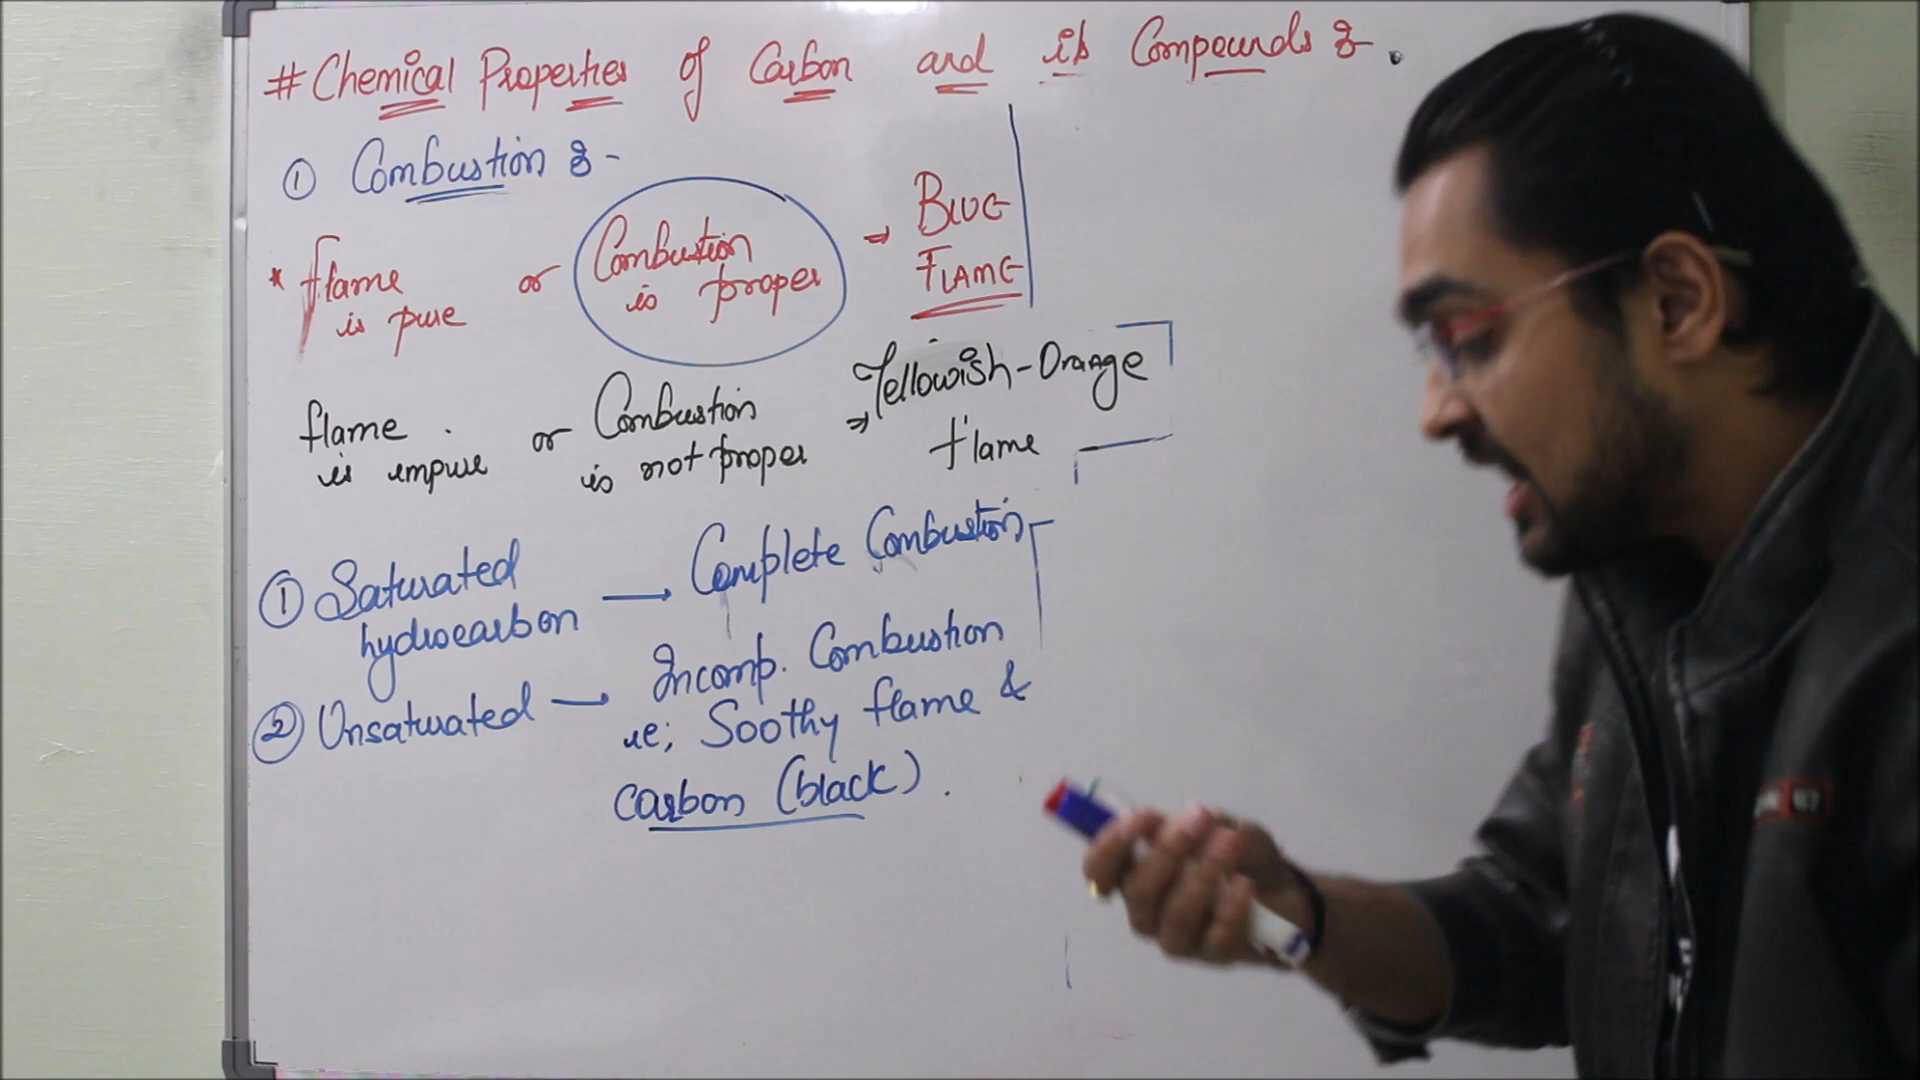 # Chemical Properties of Carbon and its Compounds :-
① Combustion :-
* flame is pure or Combustion is proper ⇒ BLUE FLAME
flame is impure or Combustion is not proper ⇒ Yellowish-Orange flame
① Saturated hydrocarbon → Complete Combustion
② Unsaturated → Incomp. Combustion
ie; Soothy flame &
carbon (black).